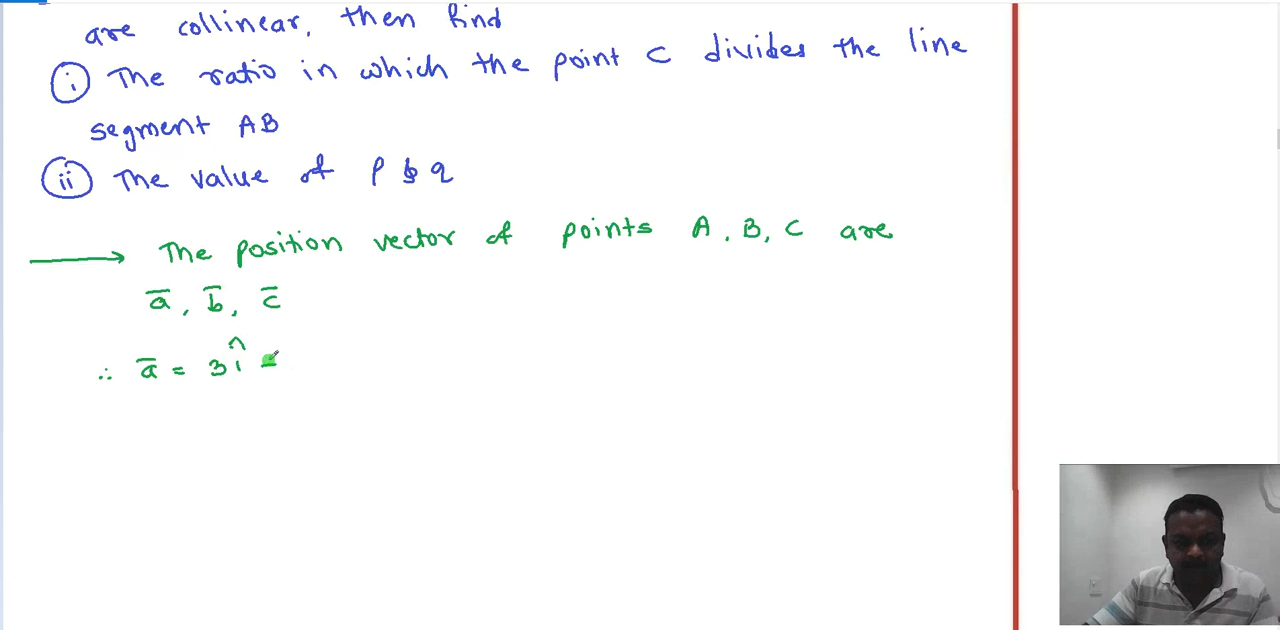 are collinear, then find
(i) The ratio in which the point C divides the line
segment AB
(ii) The value of P & q
→ The position vector of points A, B, C are
a̅, b̅, c̅
∴ a̅ = 3î -